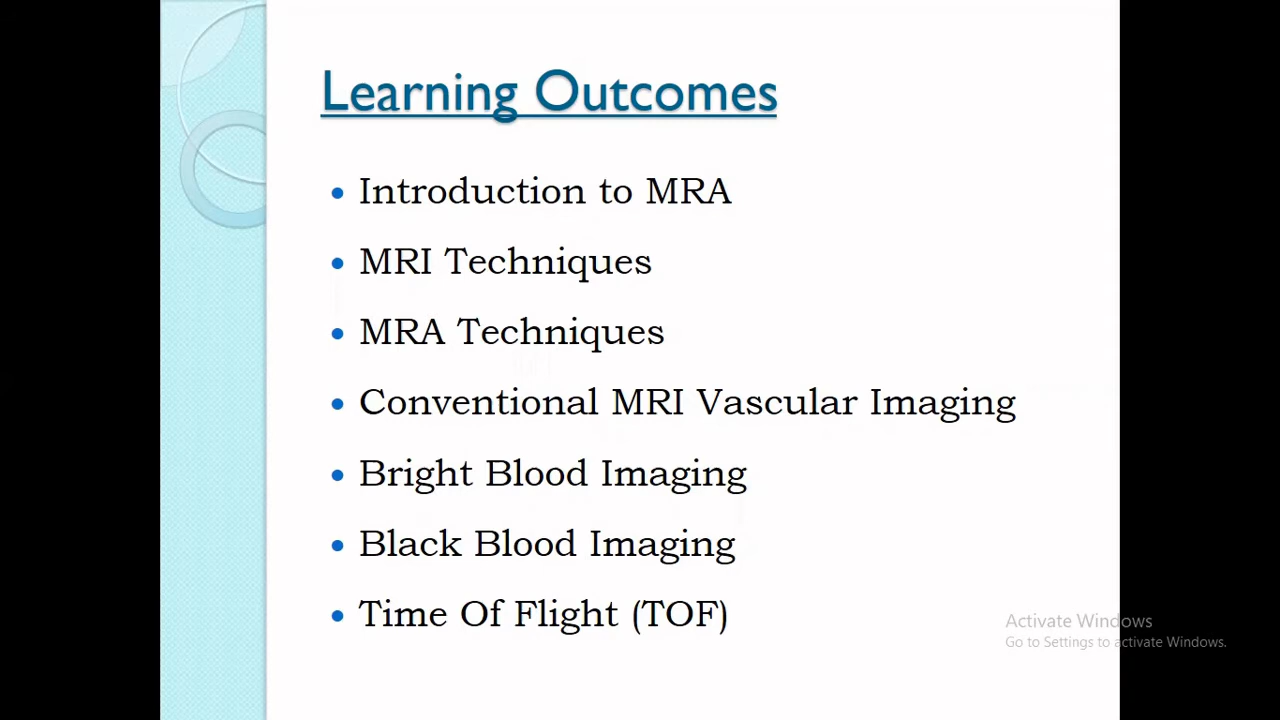 Learning Outcomes
Introduction to MRA
MRI Techniques
MRA Techniques
Conventional MRI Vascular Imaging
Bright Blood Imaging
Black Blood Imaging
Time Of Flight (TOF)
Activate Windows
Go to Settings to activate Windows.